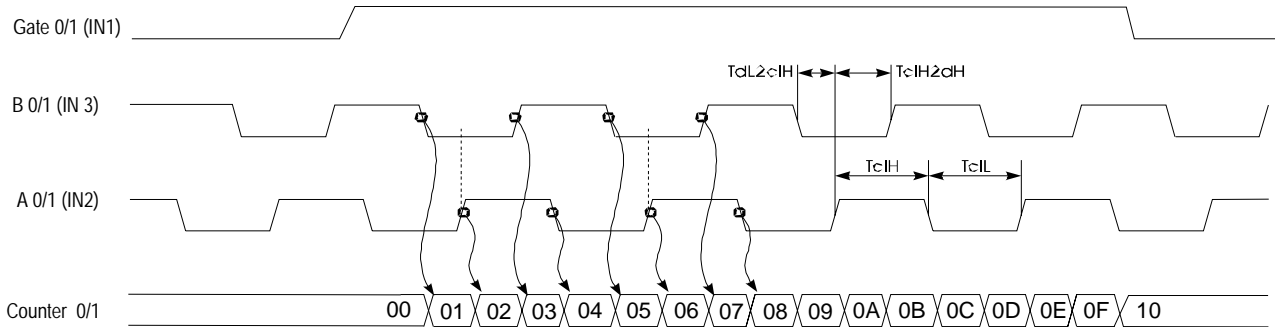 Gate 0/1 (IN1)
TdL2clH TclH2dH
B 0/1 (IN 3)
TclH TclL
A 0/1 (IN2)
Counter 0/1 00 01 02 03 04 05 06 07 08 09 0A 0B 0C 0D 0E 0F 10